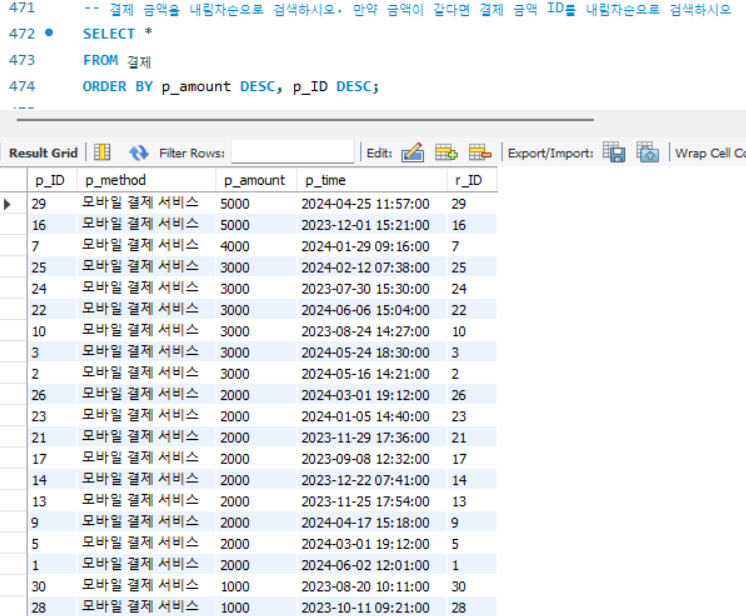 471 -- 결제 금액을 내림차순으로 검색하시오. 만약 금액이 같다면 결제 금액 ID를 내림차순으로 검색하시오
472 SELECT *
473 FROM 결제
474 ORDER BY p_amount DESC, p_ID DESC;
Result Grid Filter Rows: Edit: Export/Import: Wrap Cell Co
p_ID p_method p_amount p_time r_ID
29 모바일 결제 서비스 5000 2024-04-25 11:57:00 29
16 모바일 결제 서비스 5000 2023-12-01 15:21:00 16
7 모바일 결제 서비스 4000 2024-01-29 09:16:00 7
25 모바일 결제 서비스 3000 2024-02-12 07:38:00 25
24 모바일 결제 서비스 3000 2023-07-30 15:30:00 24
22 모바일 결제 서비스 3000 2024-06-06 15:04:00 22
10 모바일 결제 서비스 3000 2023-08-24 14:27:00 10
3 모바일 결제 서비스 3000 2024-05-24 18:30:00 3
2 모바일 결제 서비스 3000 2024-05-16 14:21:00 2
26 모바일 결제 서비스 2000 2024-03-01 19:12:00 26
23 모바일 결제 서비스 2000 2024-01-05 14:40:00 23
21 모바일 결제 서비스 2000 2023-11-29 17:36:00 21
17 모바일 결제 서비스 2000 2023-09-08 12:32:00 17
14 모바일 결제 서비스 2000 2023-12-22 07:41:00 14
13 모바일 결제 서비스 2000 2023-11-25 17:54:00 13
9 모바일 결제 서비스 2000 2024-04-17 15:18:00 9
5 모바일 결제 서비스 2000 2024-03-01 19:12:00 5
1 모바일 결제 서비스 2000 2024-06-02 12:01:00 1
30 모바일 결제 서비스 1000 2023-08-20 10:11:00 30
28 모바일 결제 서비스 1000 2023-10-11 09:21:00 28